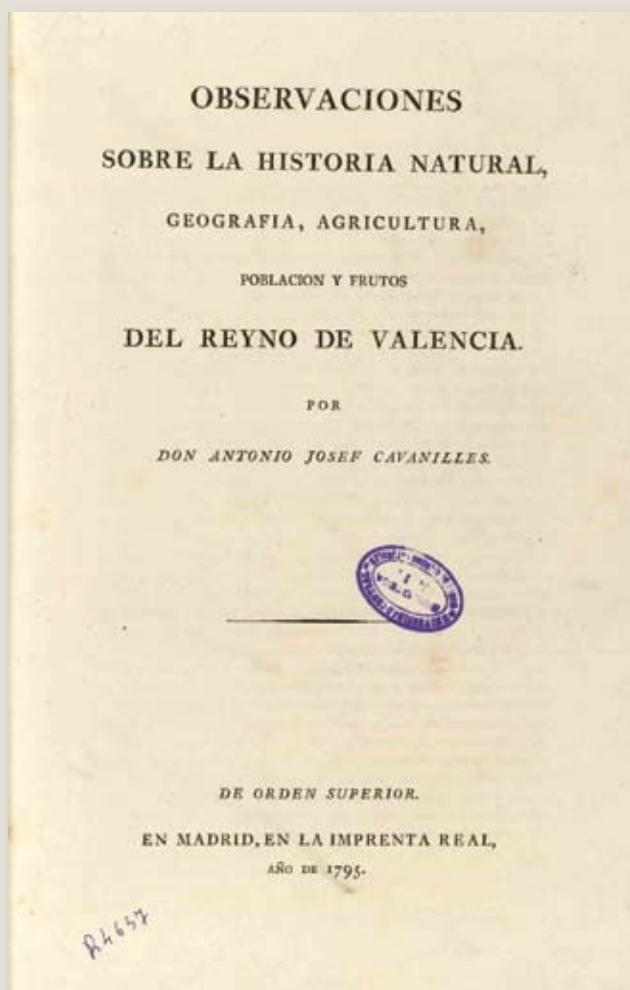 OBSERVACIONES
SOBRE LA HISTORIA NATURAL,
GEOGRAFIA, AGRICULTURA,
POBLACION Y FRUTOS
DEL REYNO DE VALENCIA.
POR
DON ANTONIO JOSEF CAVANILLES.
DE ORDEN SUPERIOR.
EN MADRID, EN LA IMPRENTA REAL,
AÑO DE 1795.
R4657